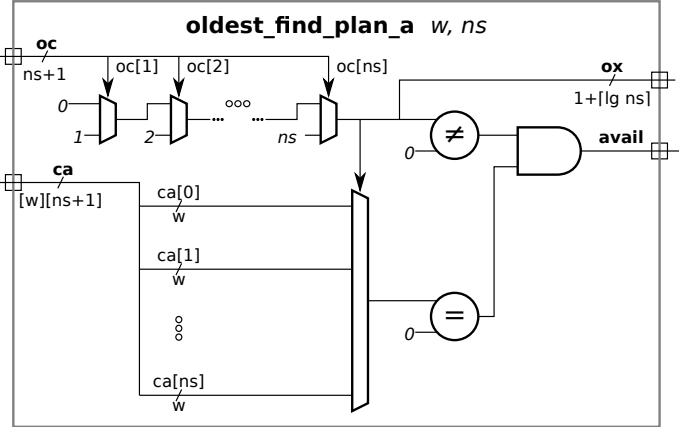 oldest_find_plan_a w, ns
oc
ns+1
oc[1]
oc[2]
oc[ns]
0
1
2
ns
ox
1+⌈lg ns⌉
≠
0
avail
ca
[w][ns+1]
ca[0]
w
ca[1]
w
=
0
ca[ns]
w